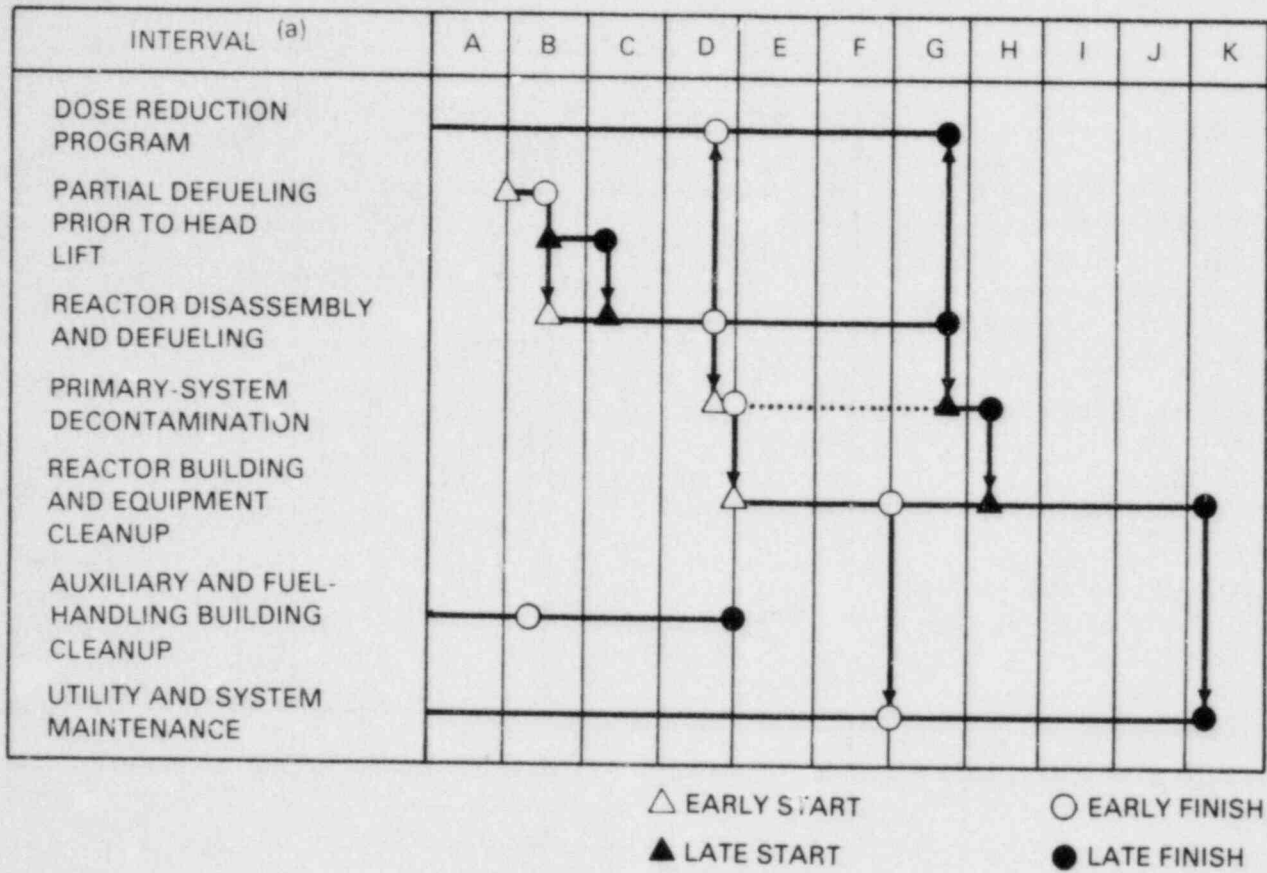 INTERVAL (a) A B C D E F G H I J K
DOSE REDUCTION
PROGRAM
PARTIAL DEFUELING
PRIOR TO HEAD
LIFT
REACTOR DISASSEMBLY
AND DEFUELING
PRIMARY-SYSTEM
DECONTAMINATION
REACTOR BUILDING
AND EQUIPMENT
CLEANUP
AUXILIARY AND FUEL-
HANDLING BUILDING
CLEANUP
UTILITY AND SYSTEM
MAINTENANCE
△ EARLY START ○ EARLY FINISH
▲ LATE START ● LATE FINISH